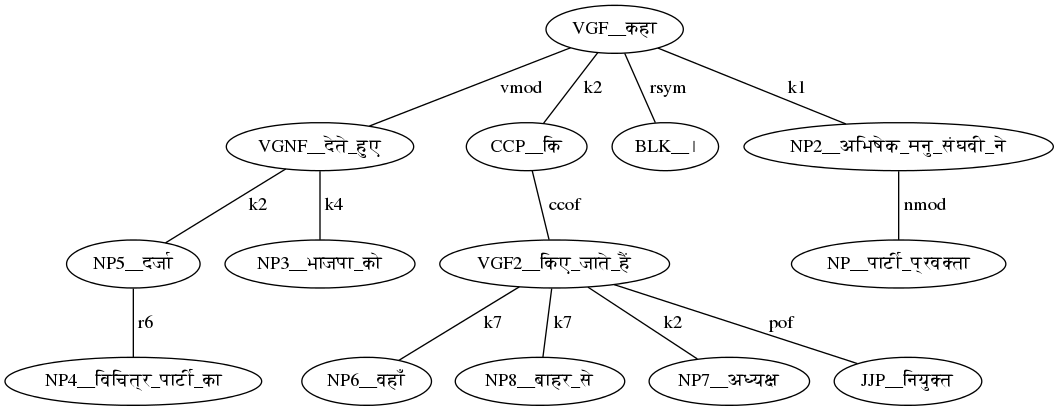 VGF__कहा
vmod k2 rsym k1
VGNF__देते_हुए CCP__कि BLK__। NP2__अभिषेक_मनु_संघवी_ने
k2 k4 ccof nmod
NP5__दर्जा NP3__भाजपा_को VGF2__किए_जाते_हैं NP__पार्टी_प्रवक्ता
r6 k7 k7 k2 pof
NP4__विचित्र_पार्टी_का NP6__वहाँ NP8__बाहर_से NP7__अध्यक्ष JJP__नियुक्त